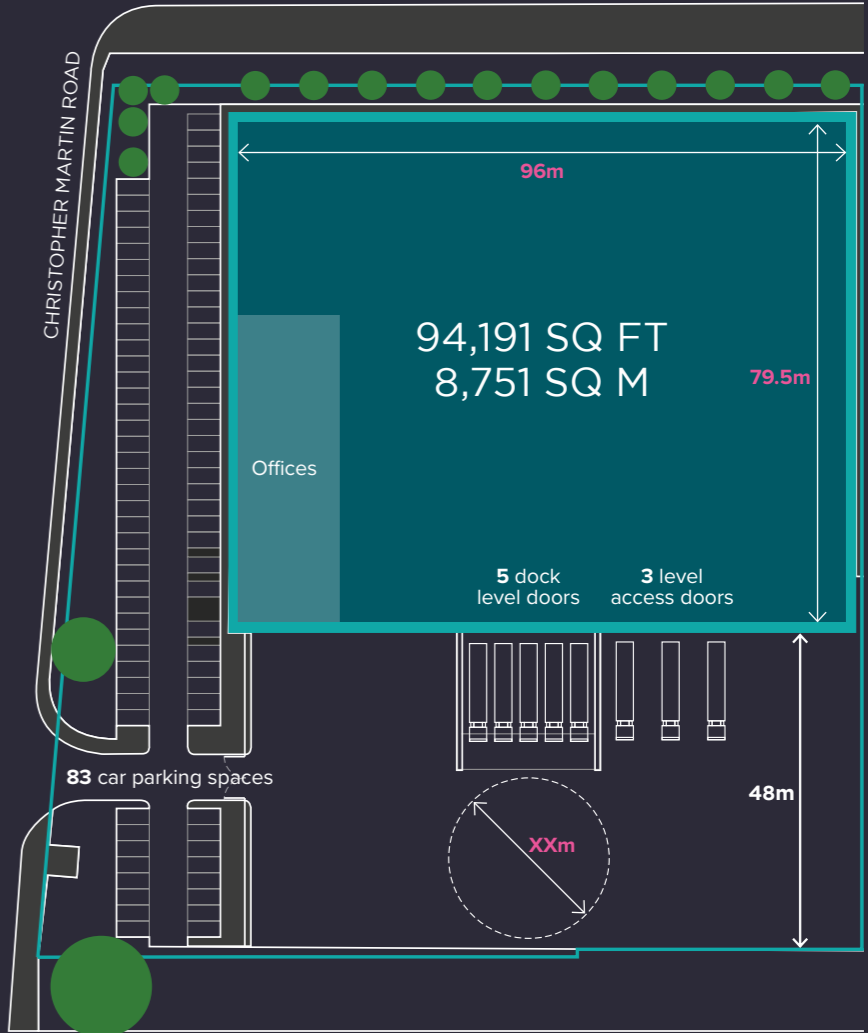 CHRISTOPHER MARTIN ROAD
96m
94,191 SQ FT
8,751 SQ M
79.5m
Offices
5 dock
level doors
3 level
access doors
83 car parking spaces
48m
XXm